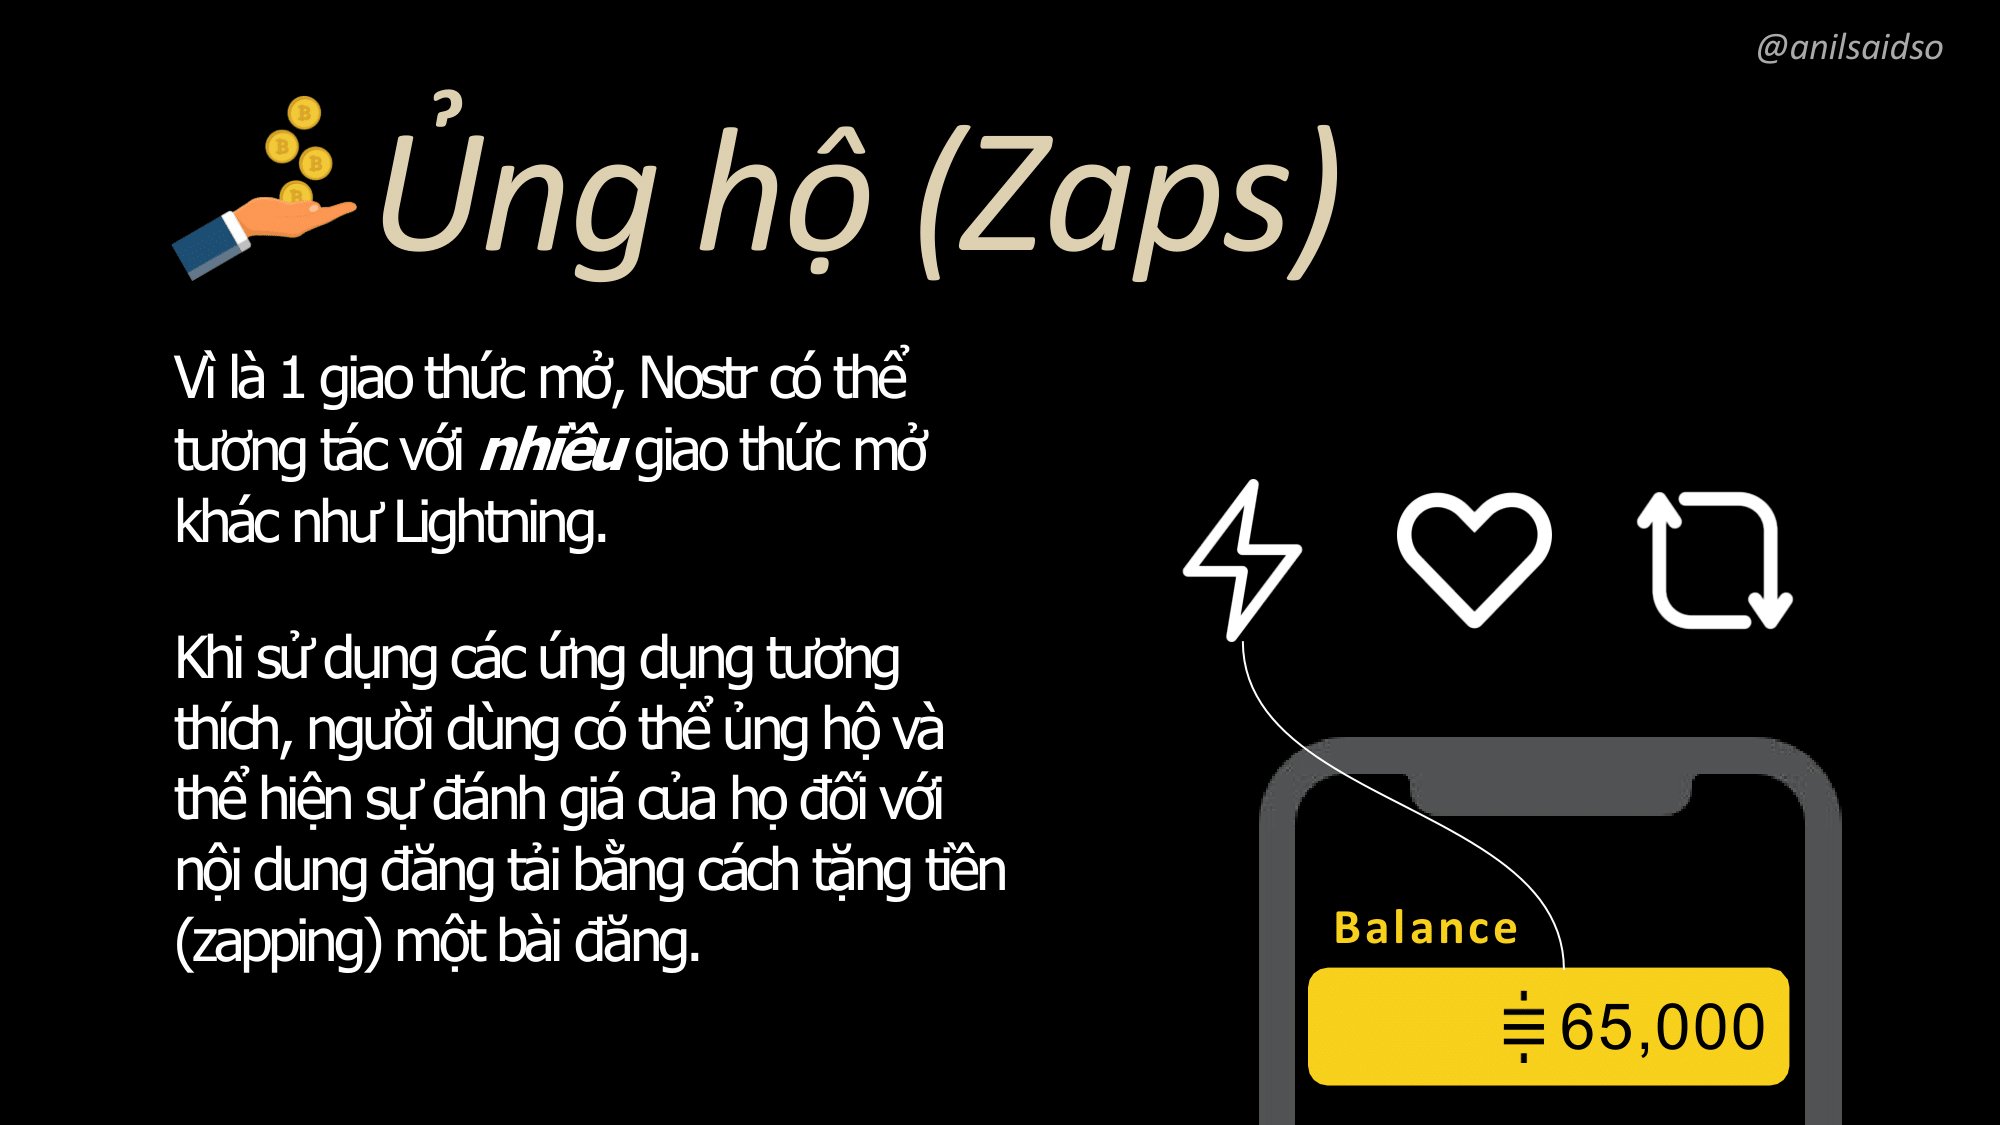 @anilsaidso
Ủng hộ (Zaps)
Vì là 1 giao thức mở, Nostr có thể
tương tác với nhiều giao thức mở
khác như Lightning.
Khi sử dụng các ứng dụng tương
thích, người dùng có thể ủng hộ và
thể hiện sự đánh giá của họ đối với
nội dung đăng tải bằng cách tặng tiền
(zapping) một bài đăng.
Balance
65,000